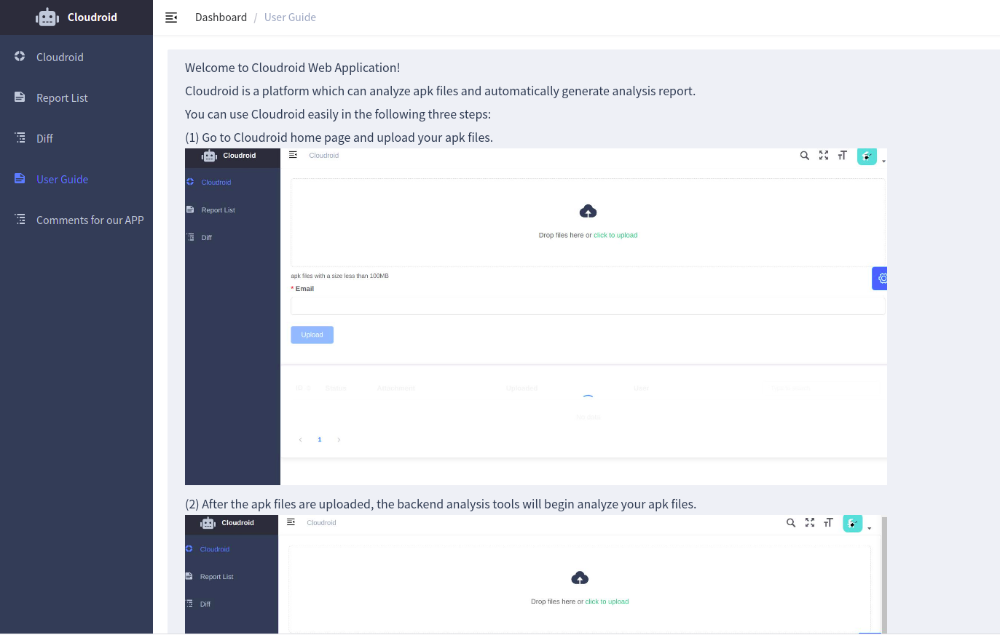 Cloudroid
Dashboard / User Guide
Cloudroid
Report List
Diff
User Guide
Comments for our APP
Welcome to Cloudroid Web Application!
Cloudroid is a platform which can analyze apk files and automatically generate analysis report.
You can use Cloudroid easily in the following three steps:
(1) Go to Cloudroid home page and upload your apk files.
Cloudroid
Cloudroid
Cloudroid
Report List
Diff
Drop files here or click to upload
apk files with a size less than 100MB
* Email
Upload
ID Status Attachment Uploaded User
No data
< 1 >
(2) After the apk files are uploaded, the backend analysis tools will begin analyze your apk files.
Cloudroid
Cloudroid
Cloudroid
Report List
Diff
Drop files here or click to upload